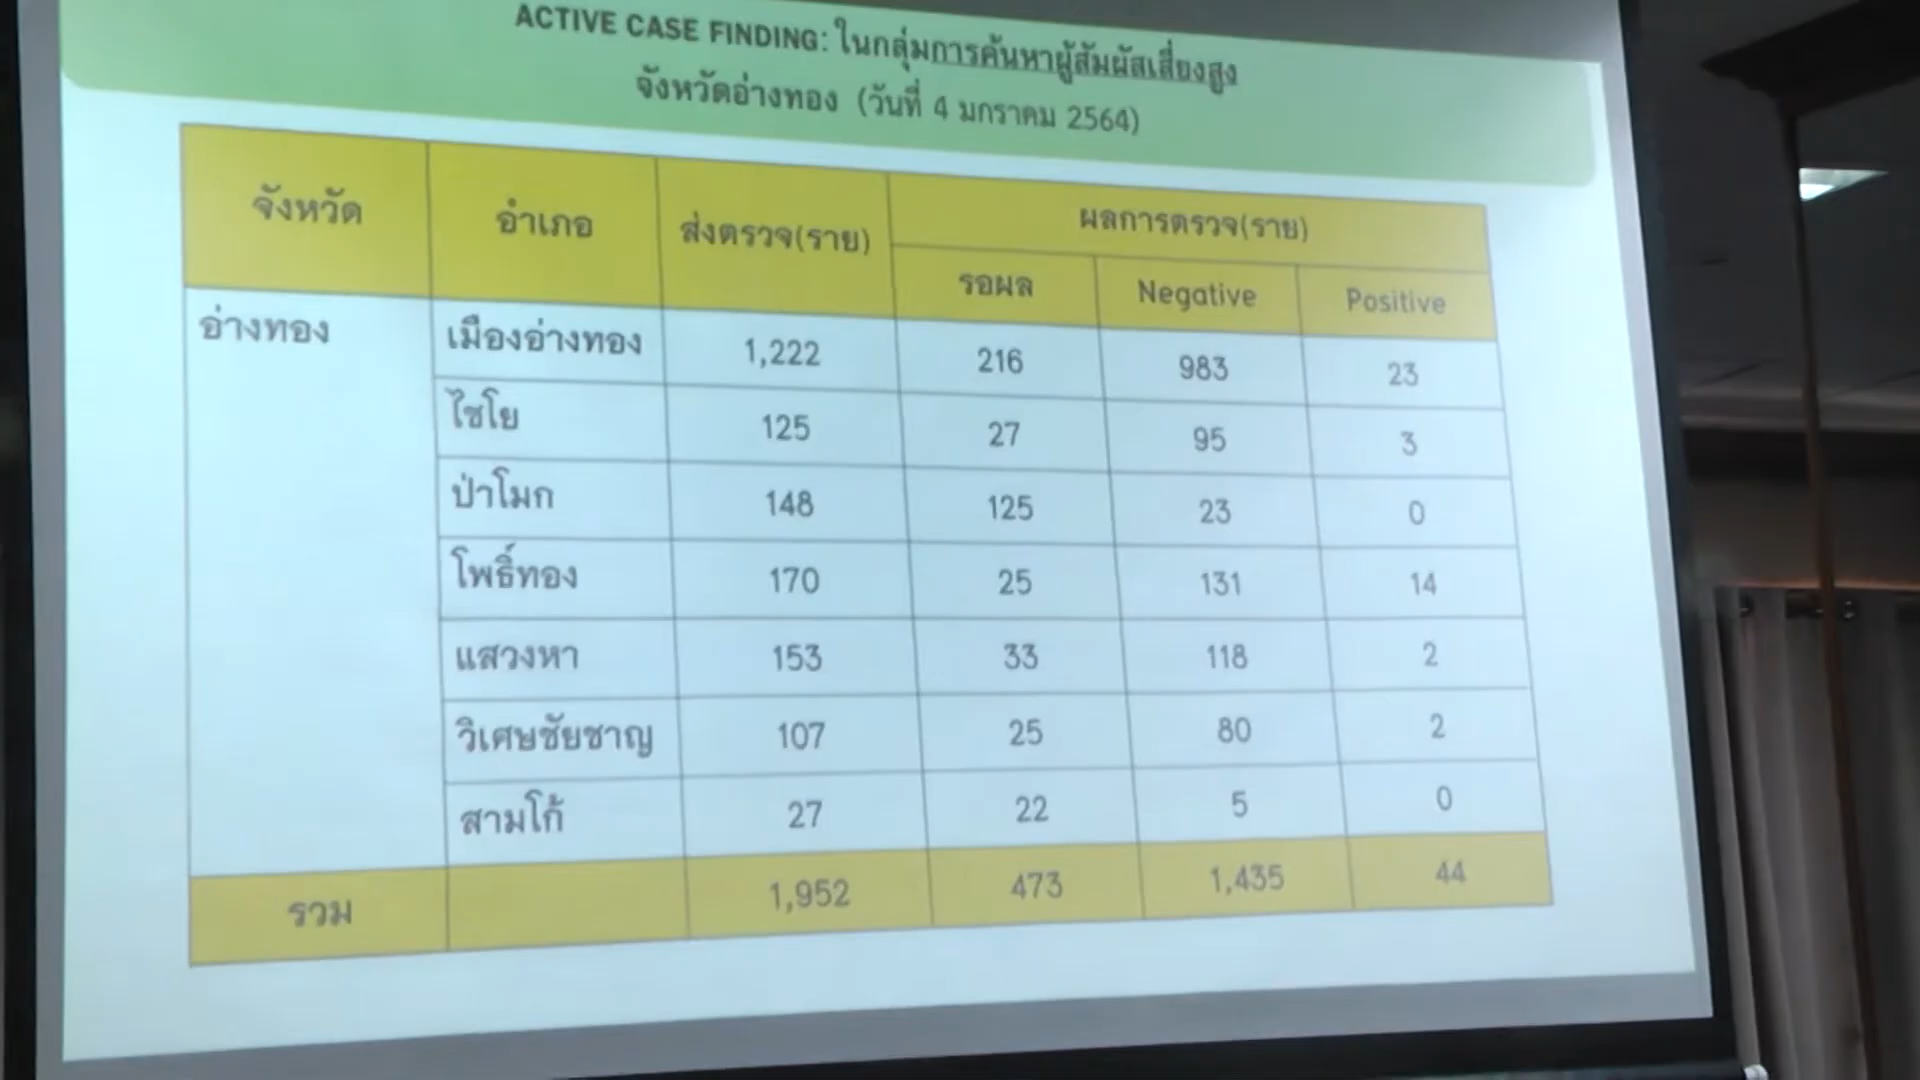 ACTIVE CASE FINDING: ในกลุ่มการค้นหาผู้สัมผัสเสี่ยงสูง
จังหวัดอ่างทอง (วันที่ 4 มกราคม 2564)
จังหวัด อำเภอ ส่งตรวจ(ราย) ผลการตรวจ(ราย)
รอผล Negative Positive
อ่างทอง เมืองอ่างทอง 1,222 216 983 23
ไชโย 125 27 95 3
ป่าโมก 148 125 23 0
โพธิ์ทอง 170 25 131 14
แสวงหา 153 33 118 2
วิเศษชัยชาญ 107 25 80 2
สามโก้ 27 22 5 0
รวม 1,952 473 1,435 44